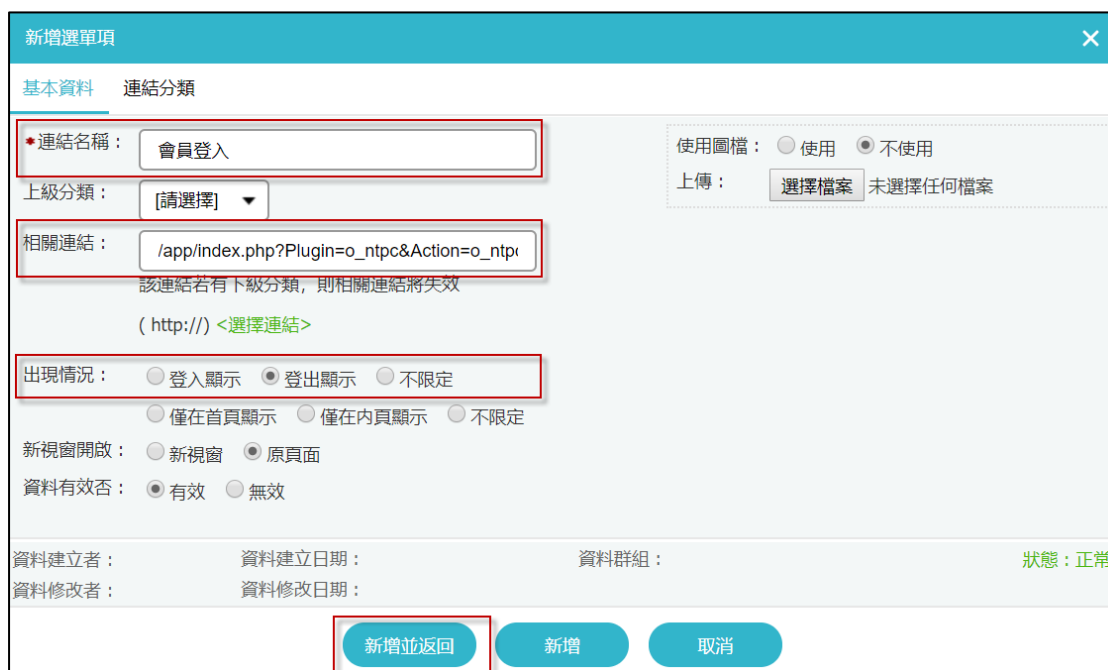 新增選單項
基本資料 連結分類
*連結名稱： 會員登入
使用圖檔： 使用 不使用
上級分類： [請選擇]
上傳： 選擇檔案 未選擇任何檔案
相關連結： /app/index.php?Plugin=o_ntpc&Action=o_ntpc
該連結若有下級分類，則相關連結將失效
( http://) <選擇連結>
出現情況： 登入顯示 登出顯示 不限定
僅在首頁顯示 僅在内頁顯示 不限定
新視窗開啟： 新視窗 原頁面
資料有效否： 有效 無效
資料建立者： 資料建立日期： 資料群組： 狀態：正常
資料修改者： 資料修改日期：
新增並返回 新增 取消